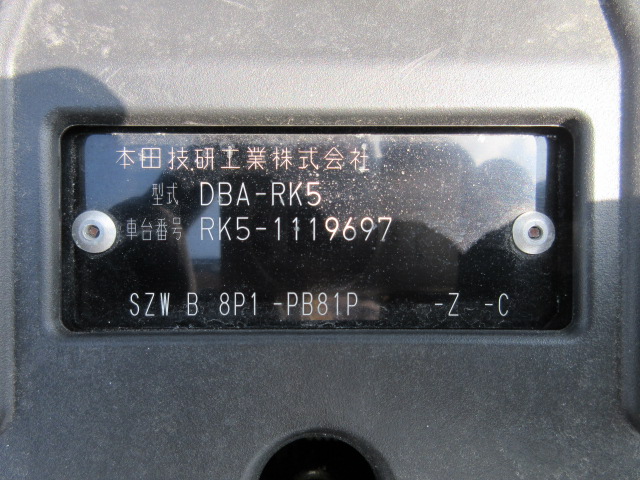 本田技研工業株式会社
型式 DBA-RK5
車台番号 RK5-1119697
SZW B 8P1 -PB81P -Z -C